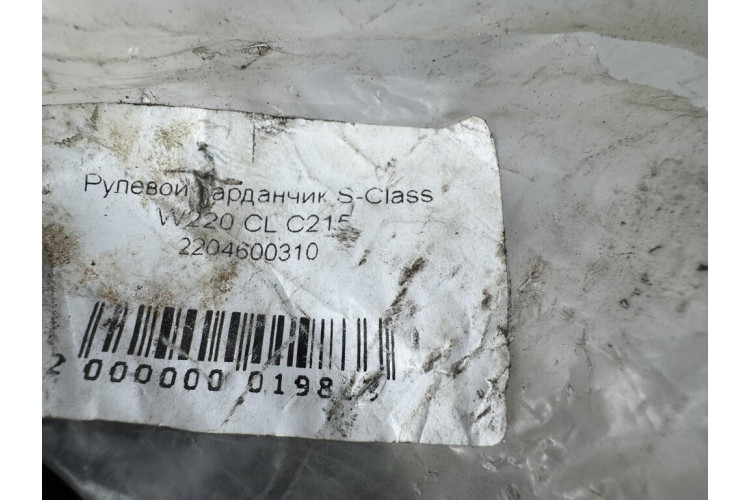 Рулевой карданчик S-Class
W220 CL C215
2204600310
2 000000 0198